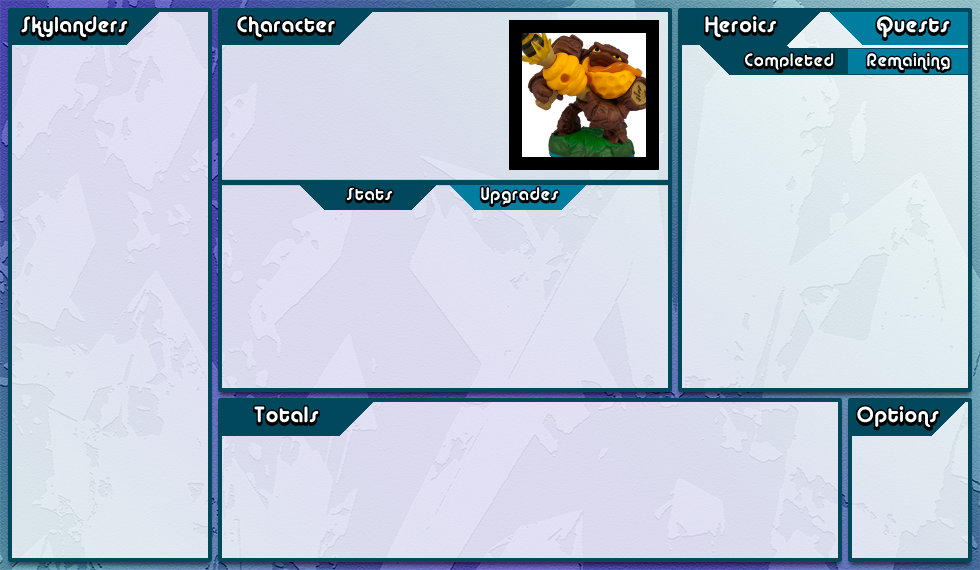 Skylanders
Character
Heroics
Quests
Completed
Remaining
Stats
Upgrades
Totals
Options